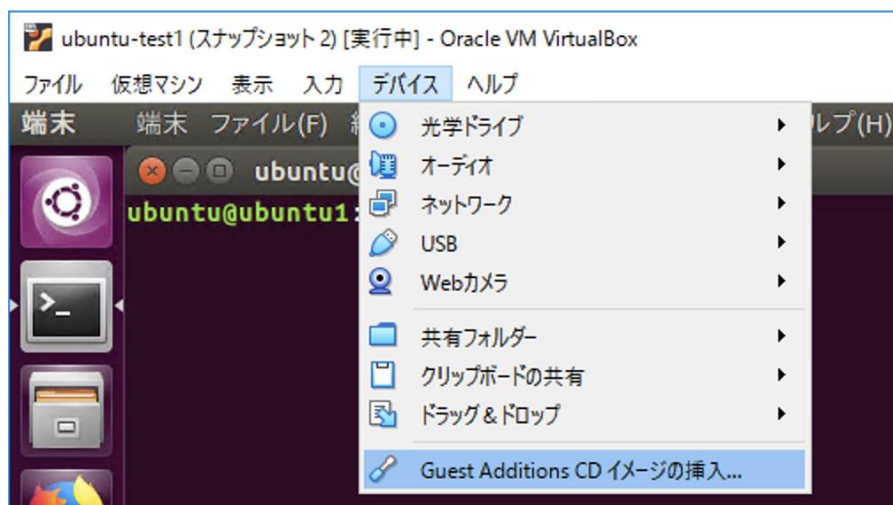 ubuntu-test1 (スナップショット 2) [実行中] - Oracle VM VirtualBox
ファイル 仮想マシン 表示 入力 デバイス ヘルプ
端末 端末 ファイル(F) ルプ(H)
光学ドライブ
ubuntu@
オーディオ
ネットワーク
ubuntu@ubuntu1:
USB
Webカメラ
共有フォルダー
クリップボードの共有
ドラッグ&ドロップ
Guest Additions CD イメージの挿入...